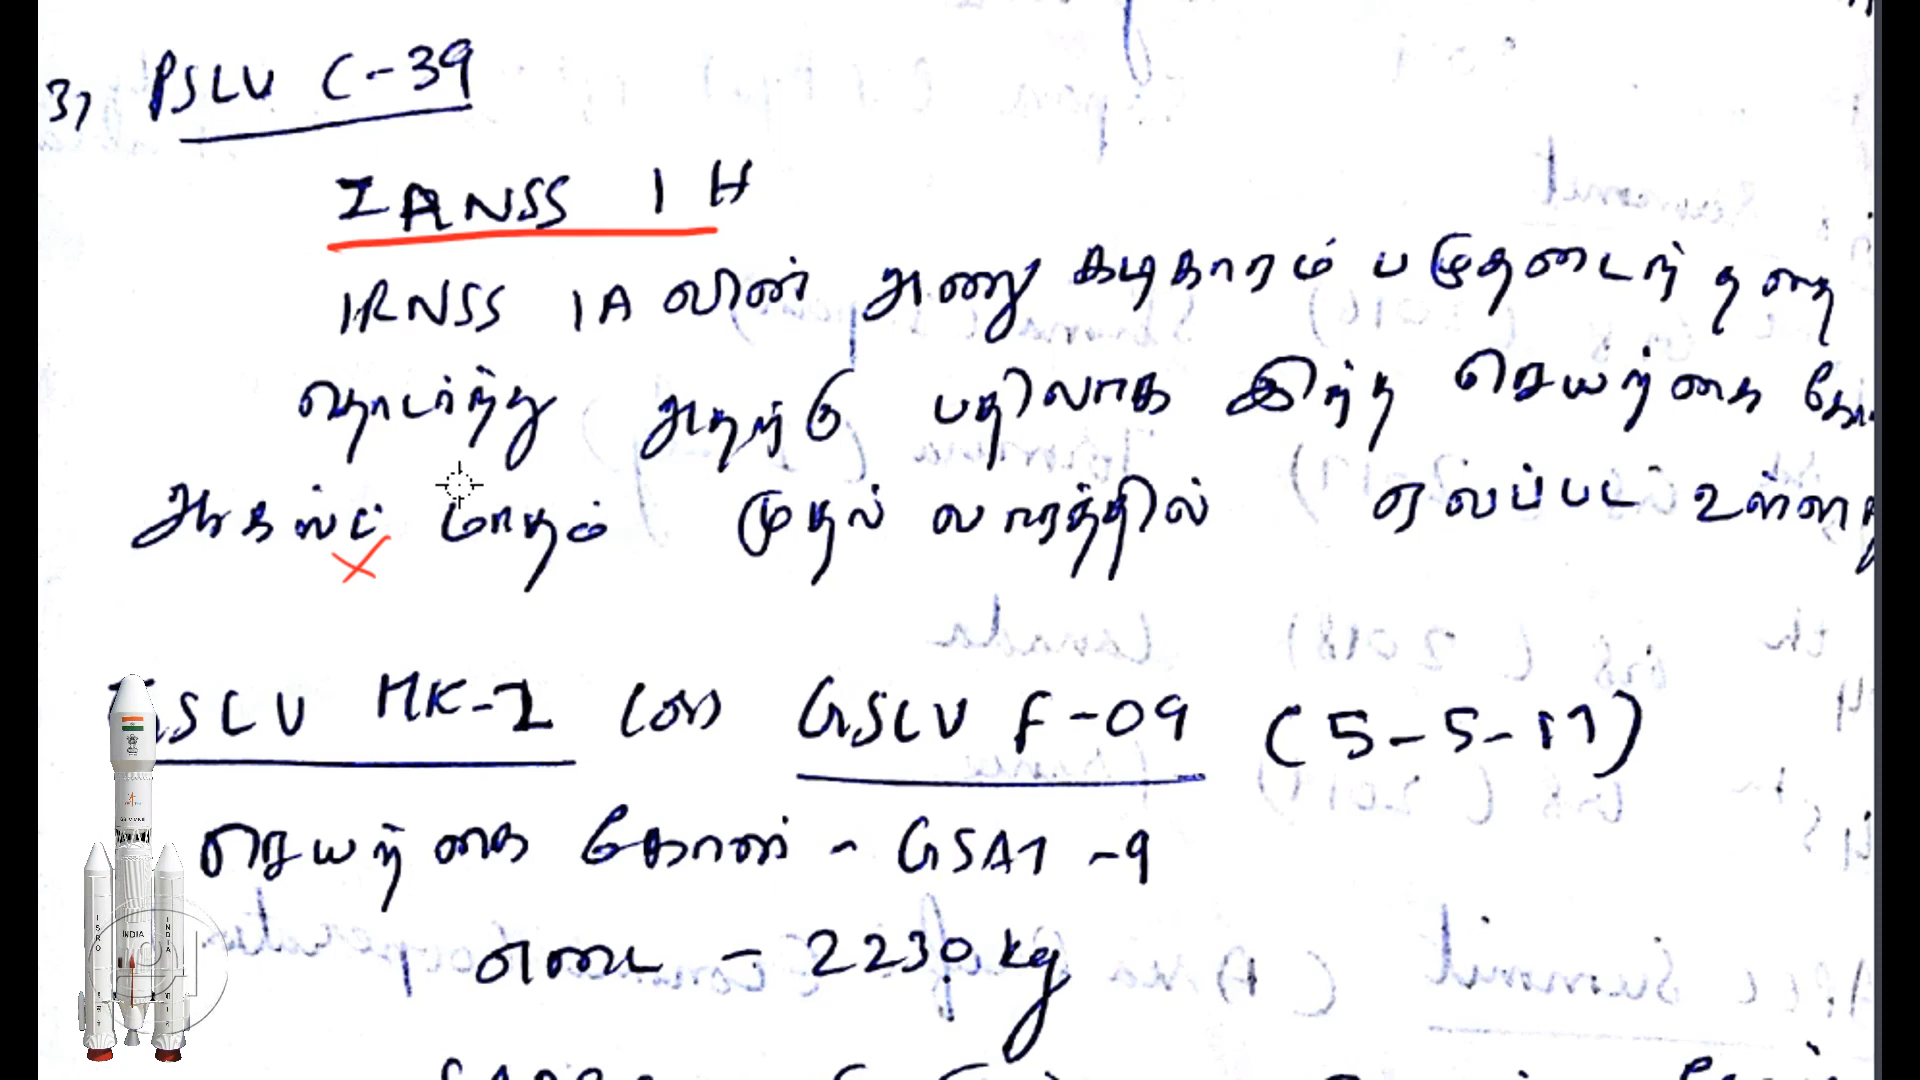 3) PSLV C-39
IRNSS 1H
IRNSS 1A வின் அணு கடிகாரம் பழுதடைந்ததை
தொடர்ந்து அதற்கு பதிலாக இந்த செயற்கை கோ
ஆகஸ்ட் மாதம் முதல் வாரத்தில் ஏவப்பட உள்ளது
GSLV MK-2 (எ) GSLV F-09 (5-5-17)
செயற்கை கோள் - GSAT -9
எடை - 2230 kg